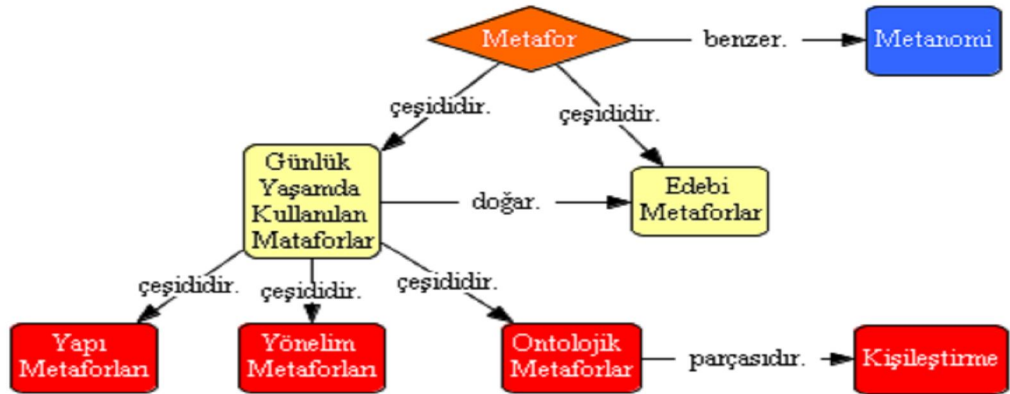 Metafor
benzer.
Metanomi
çeşididir.
çeşididir.
Günlük
Yaşamda
Kullanılan
Mataforlar
doğar.
Edebi
Metaforlar
çeşididir.
çeşididir.
çeşididir.
Yapı
Metaforları
Yönelim
Metaforları
Ontolojik
Metaforlar
parçasıdır.
Kişileştirme